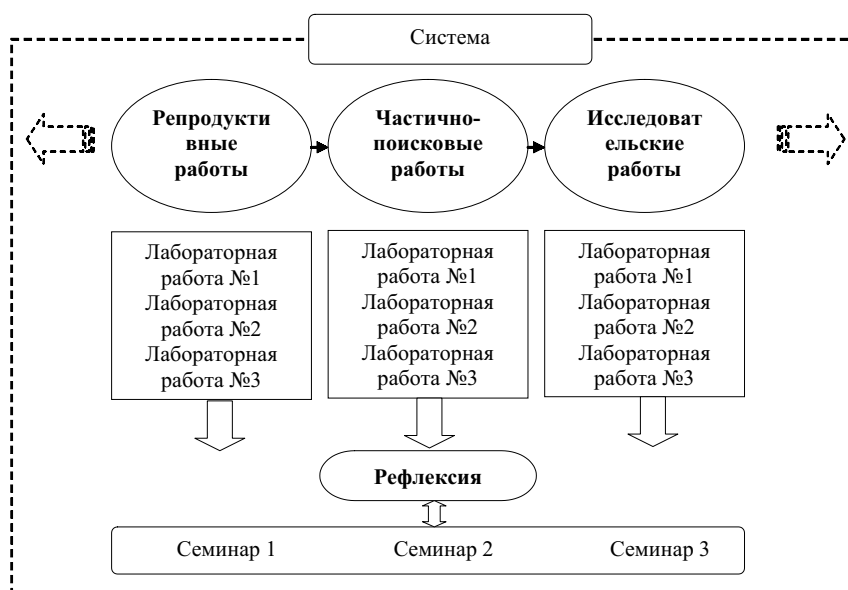 Система
Репродукти
вные
работы
Частично-
поисковые
работы
Исследоват
ельские
работы
Лабораторная
работа №1
Лабораторная
работа №2
Лабораторная
работа №3
Лабораторная
работа №1
Лабораторная
работа №2
Лабораторная
работа №3
Лабораторная
работа №1
Лабораторная
работа №2
Лабораторная
работа №3
Рефлексия
Семинар 1 Семинар 2 Семинар 3